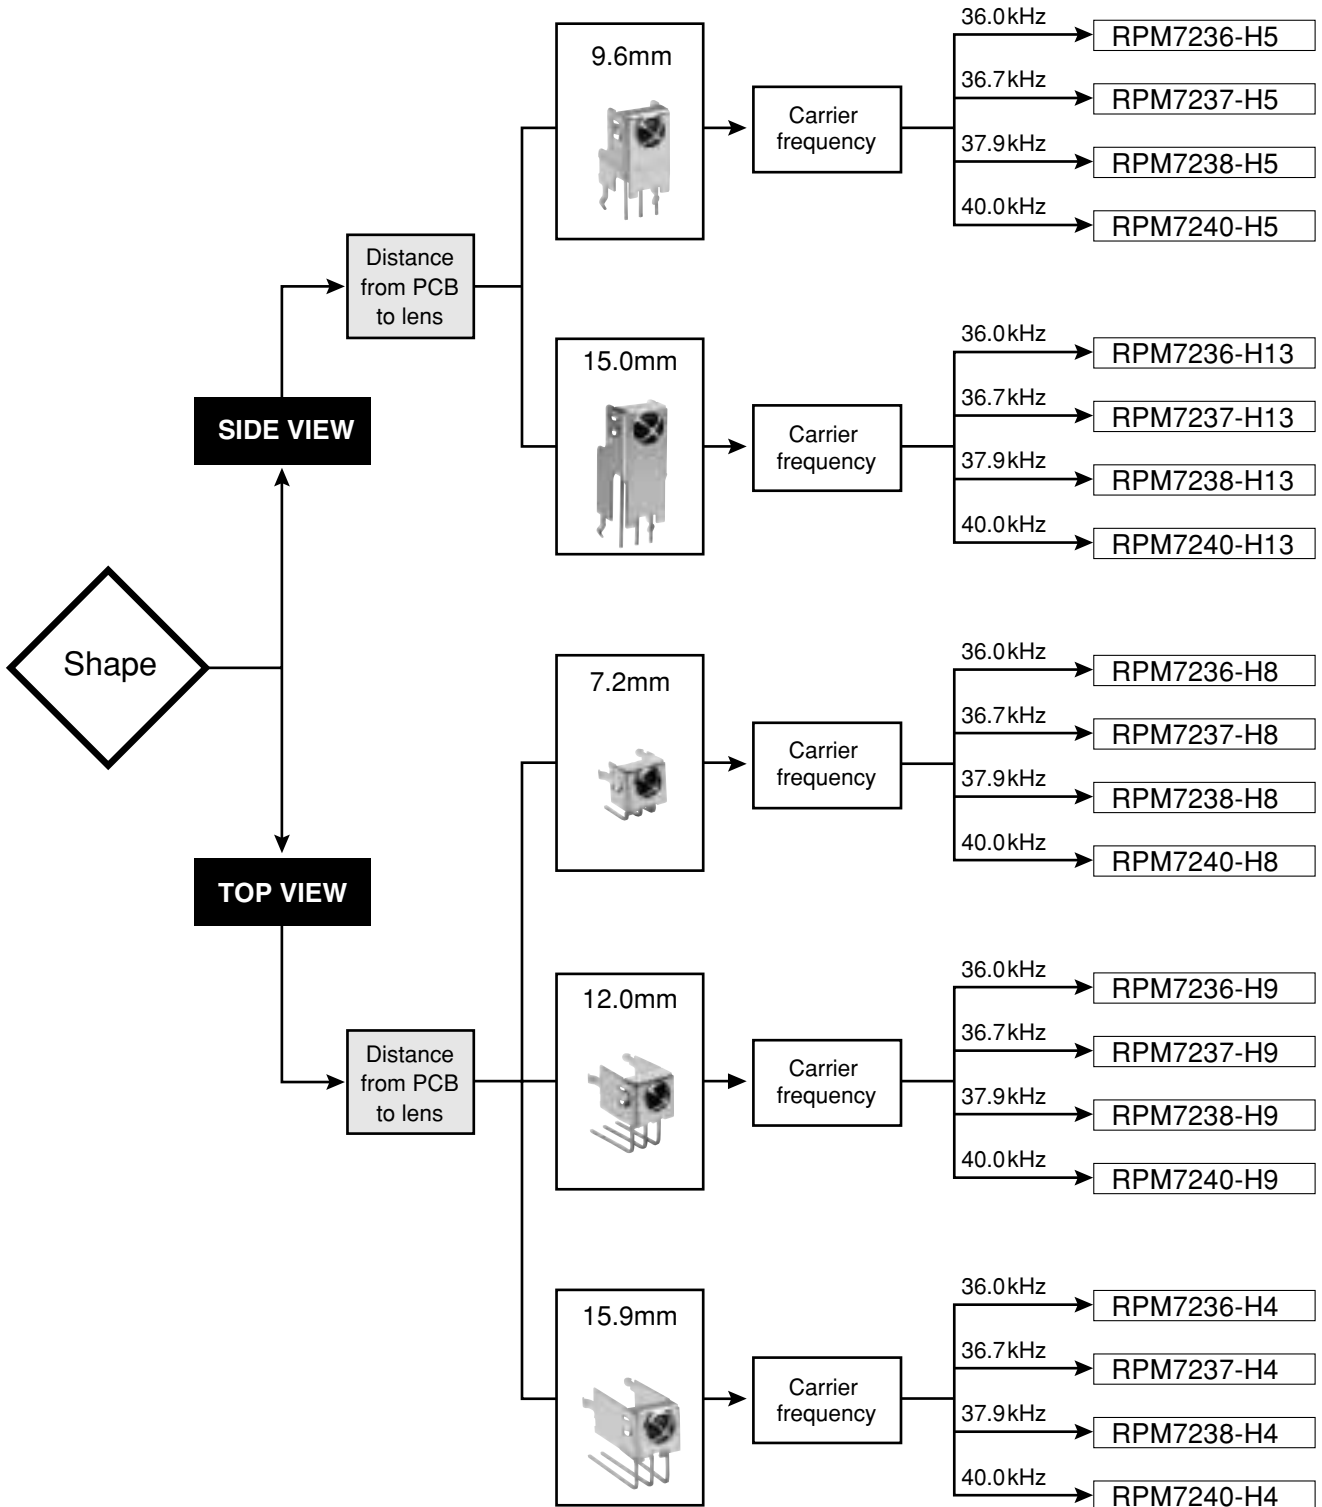 Shape
SIDE VIEW
Distance
from PCB
to lens
9.6mm
Carrier
frequency
36.0kHz
RPM7236-H5
36.7kHz
RPM7237-H5
37.9kHz
RPM7238-H5
40.0kHz
RPM7240-H5
15.0mm
Carrier
frequency
36.0kHz
RPM7236-H13
36.7kHz
RPM7237-H13
37.9kHz
RPM7238-H13
40.0kHz
RPM7240-H13
TOP VIEW
Distance
from PCB
to lens
7.2mm
Carrier
frequency
36.0kHz
RPM7236-H8
36.7kHz
RPM7237-H8
37.9kHz
RPM7238-H8
40.0kHz
RPM7240-H8
12.0mm
Carrier
frequency
36.0kHz
RPM7236-H9
36.7kHz
RPM7237-H9
37.9kHz
RPM7238-H9
40.0kHz
RPM7240-H9
15.9mm
Carrier
frequency
36.0kHz
RPM7236-H4
36.7kHz
RPM7237-H4
37.9kHz
RPM7238-H4
40.0kHz
RPM7240-H4